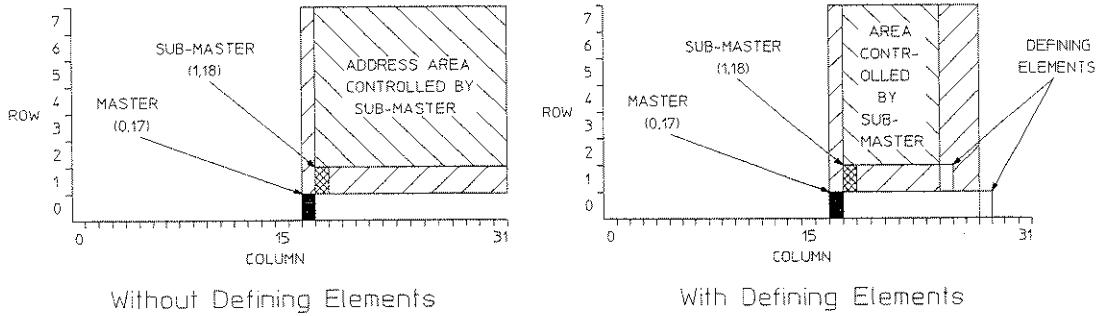 7
6
5
4
3
2
1
0
ROW
SUB-MASTER
(1,18)
MASTER
(0,17)
ADDRESS AREA
CONTROLLED BY
SUB-MASTER
0
15
31
COLUMN
Without Defining Elements
7
6
5
4
3
2
1
0
ROW
SUB-MASTER
(1,18)
MASTER
(0,17)
AREA
CONTR-
OLLED
BY
SUB-
MASTER
DEFINING
ELEMENTS
0
15
31
COLUMN
With Defining Elements